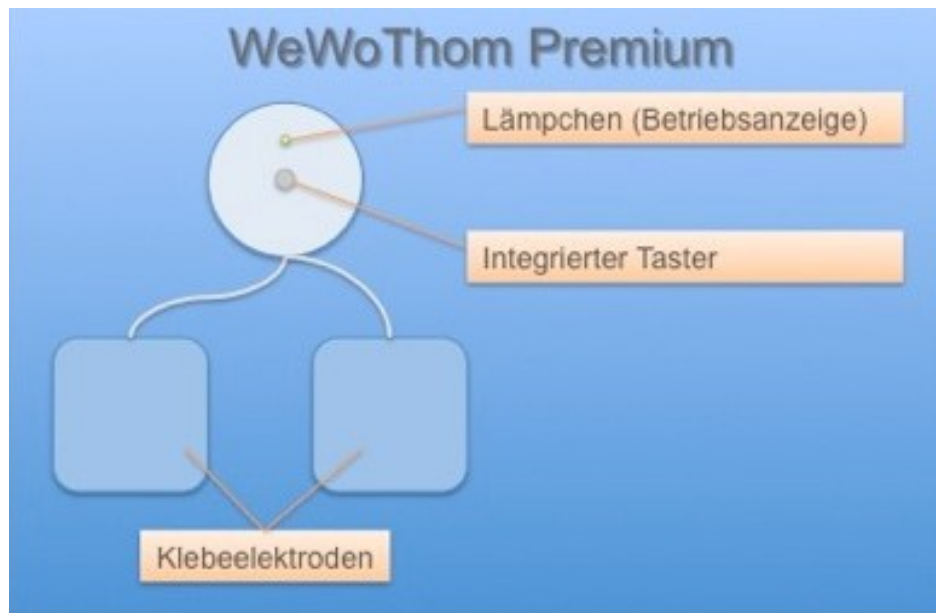 WeWoThom Premium
Lämpchen (Betriebsanzeige)
Integrierter Taster
Klebeelektroden